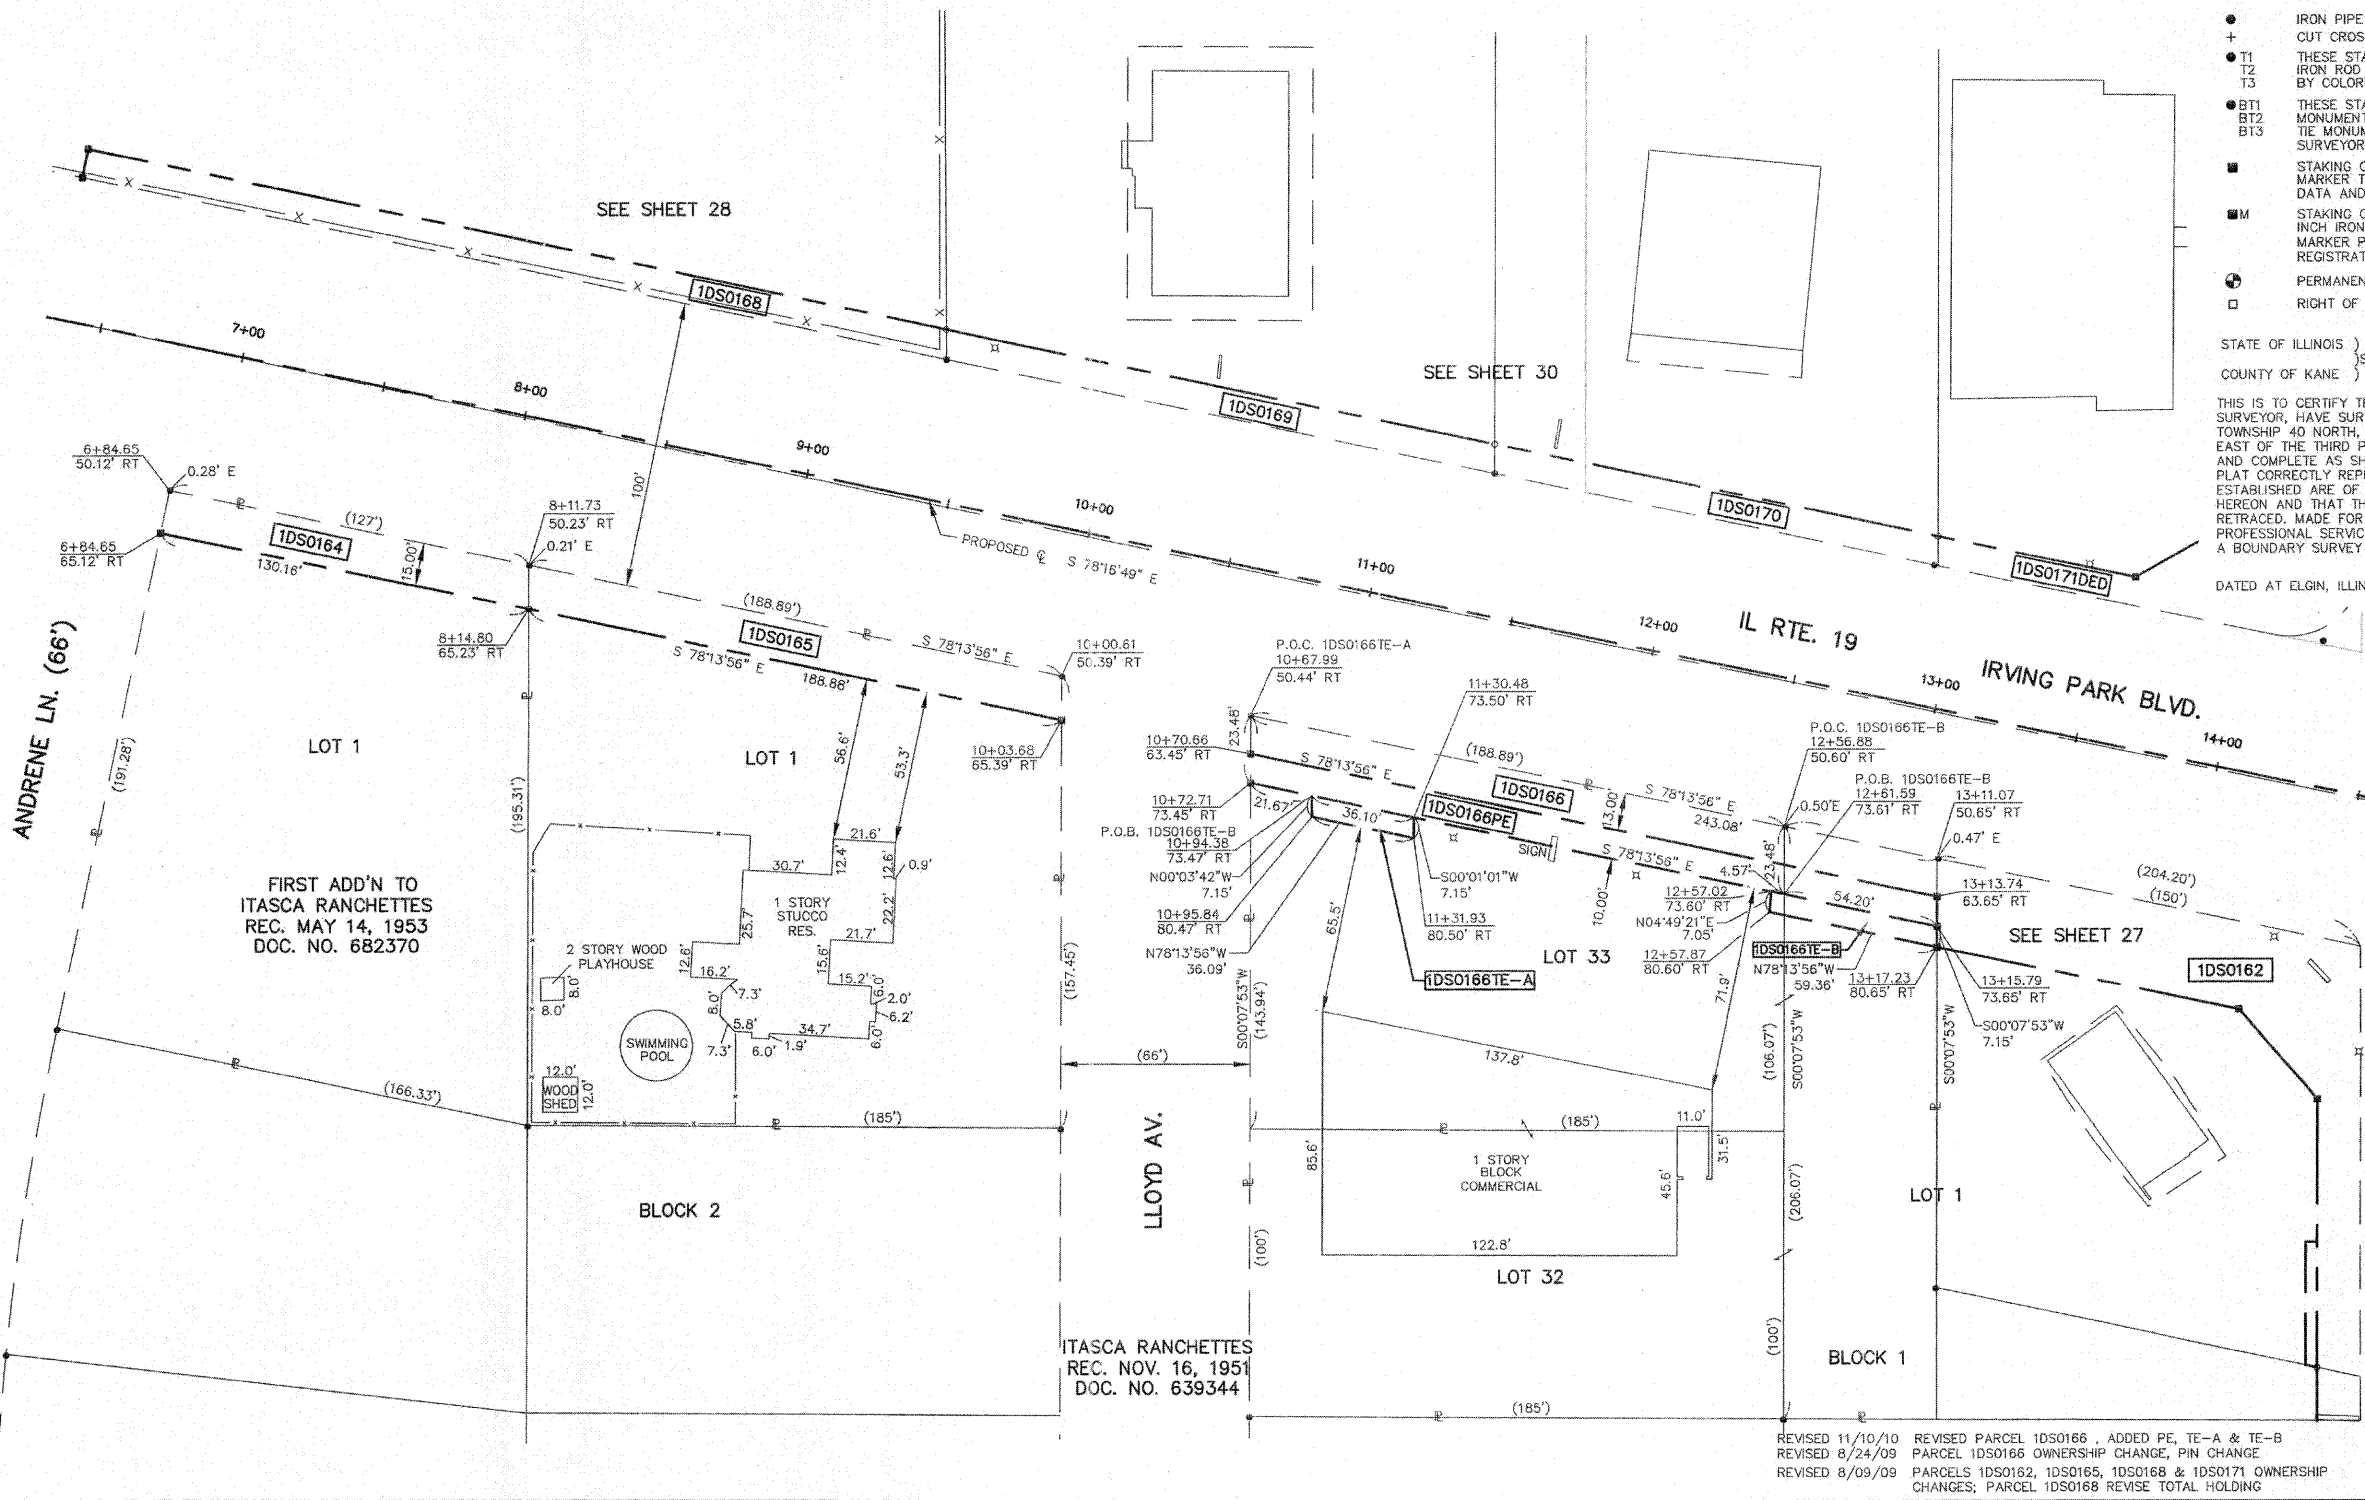 IRON PIPE
+ CUT CROS
T1 THESE STA
T2 IRON ROD
T3 BY COLOR
BT1 THESE STA
BT2 MONUMENT
BT3 TIE MONUM
SURVEYOR
STAKING O
MARKER T
DATA AND
M STAKING O
INCH IRON
MARKER P
REGISTRAT
PERMANEN
RIGHT OF
STATE OF ILLINOIS )
)S
COUNTY OF KANE )
THIS IS TO CERTIFY TH
SURVEYOR, HAVE SUR
TOWNSHIP 40 NORTH,
EAST OF THE THIRD P
AND COMPLETE AS SH
PLAT CORRECTLY REPR
ESTABLISHED ARE OF
HEREON AND THAT TH
RETRACED. MADE FOR
PROFESSIONAL SERVIC
A BOUNDARY SURVEY
DATED AT ELGIN, ILLIN
SEE SHEET 28
1DS0168
7+00
8+00
9+00
10+00
11+00
12+00
13+00
14+00
SEE SHEET 30
1DS0169
1DS0170
1DS0171DED
100'
PROPOSED ℄ S 78°16'49" E
IL RTE. 19
IRVING PARK BLVD.
6+84.65
50.12' RT
0.28' E
(127')
1DS0164
6+84.65
65.12' RT
130.16'
15.00'
8+11.73
50.23' RT
0.21' E
(188.89')
1DS0165
S 78°13'56" E
8+14.80
65.23' RT
S 78°13'56" E
188.88'
10+00.61
50.39' RT
10+03.68
65.39' RT
ANDRENE LN. (66')
(191.28')
LOT 1
(195.31')
LOT 1
56.6'
53.3'
FIRST ADD'N TO
ITASCA RANCHETTES
REC. MAY 14, 1953
DOC. NO. 682370
21.6'
30.7'
12.4'
12.6'
0.9'
1 STORY
STUCCO
RES.
25.7'
22.2'
2 STORY WOOD
PLAYHOUSE
12.6'
21.7'
15.6'
16.2'
15.2'
8.0'
8.0'
7.3'
8.0'
6.0'
2.0'
6.2'
5.8'
34.7'
7.3'
6.0'
1.9'
6.0'
SWIMMING
POOL
12.0'
WOOD
SHED
12.0'
(166.33')
(185')
BLOCK 2
(157.45')
(66')
LLOYD AV.
ITASCA RANCHETTES
REC. NOV. 16, 1951
DOC. NO. 639344
P.O.C. 1DS0166TE-A
10+67.99
50.44' RT
23.48'
10+70.66
63.45' RT
S 78°13'56" E
(188.89')
11+30.48
73.50' RT
1DS0166
1DS0166PE
13.00'
S 78°13'56" E
243.08'
10+72.71
73.45' RT
21.67'
36.10'
P.O.B. 1DS0166TE-B
10+94.38
73.47' RT
N00°03'42"W
7.15'
10+95.84
80.47' RT
N78°13'56"W
36.09'
65.5'
S00°01'01"W
7.15'
11+31.93
80.50' RT
1DS0166TE-A
SIGN
S 78°13'56" E
10.00'
LOT 33
P.O.C. 1DS0166TE-B
12+56.88
50.60' RT
P.O.B. 1DS0166TE-B
12+61.59
73.61' RT
0.50'E
13+11.07
50.65' RT
0.47' E
(204.20')
(150')
4.57'
23.48'
12+57.02
73.60' RT
N04°49'21"E
7.05'
54.20'
13+13.74
63.65' RT
1DS0166TE-B
12+57.87
80.60' RT
N78°13'56"W
59.36'
13+17.23
80.65' RT
13+15.79
73.65' RT
S00°07'53"W
7.15'
SEE SHEET 27
1DS0162
71.9'
S00°07'53"W
(143.94')
137.8'
(106.07')
S00°07'53"W
S00°07'53"W
(185')
11.0'
31.5'
85.6'
1 STORY
BLOCK
COMMERCIAL
45.6'
(206.07')
LOT 1
122.8'
(100')
LOT 32
(100')
BLOCK 1
(185')
REVISED 11/10/10 REVISED PARCEL 1DS0166 , ADDED PE, TE-A & TE-B
REVISED 8/24/09 PARCEL 1DS0166 OWNERSHIP CHANGE, PIN CHANGE
REVISED 8/09/09 PARCELS 1DS0162, 1DS0165, 1DS0168 & 1DS0171 OWNERSHIP
CHANGES; PARCEL 1DS0168 REVISE TOTAL HOLDING